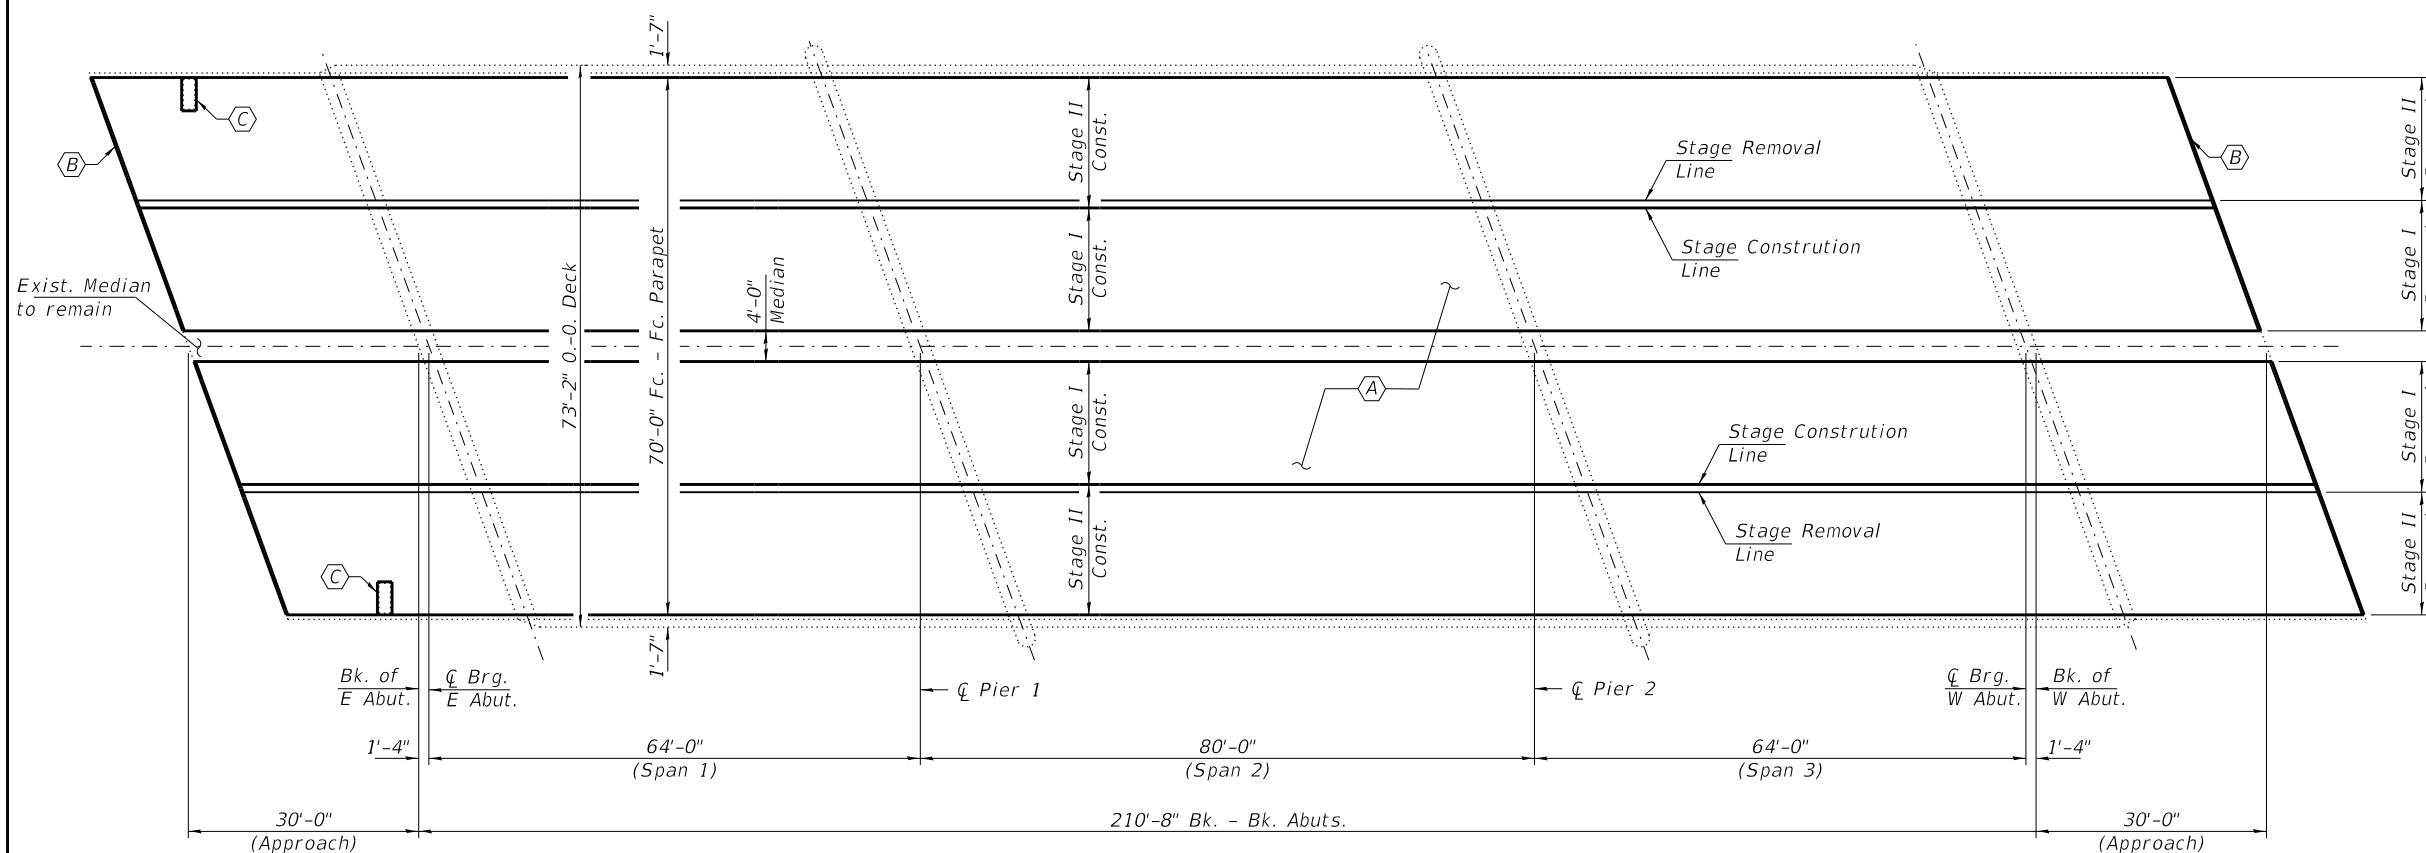 1'-7"
C
B
Exist. Median
to remain
73'-2" O.-O. Deck
70'-0" Fc. - Fc. Parapet
4'-0"
Median
Stage II
Const.
Stage I
Const.
Stage Removal
Line
Stage Constrution
Line
A
B
Stage II
Stage I
Stage I
Const.
Stage II
Const.
Stage Constrution
Line
Stage Removal
Line
Stage I
Stage II
C
1'-7"
Bk. of
E Abut.
℄ Brg.
E Abut.
℄ Pier 1
℄ Pier 2
℄ Brg.
W Abut.
Bk. of
W Abut.
1'-4"
64'-0"
(Span 1)
80'-0"
(Span 2)
64'-0"
(Span 3)
1'-4"
30'-0"
(Approach)
210'-8" Bk. - Bk. Abuts.
30'-0"
(Approach)